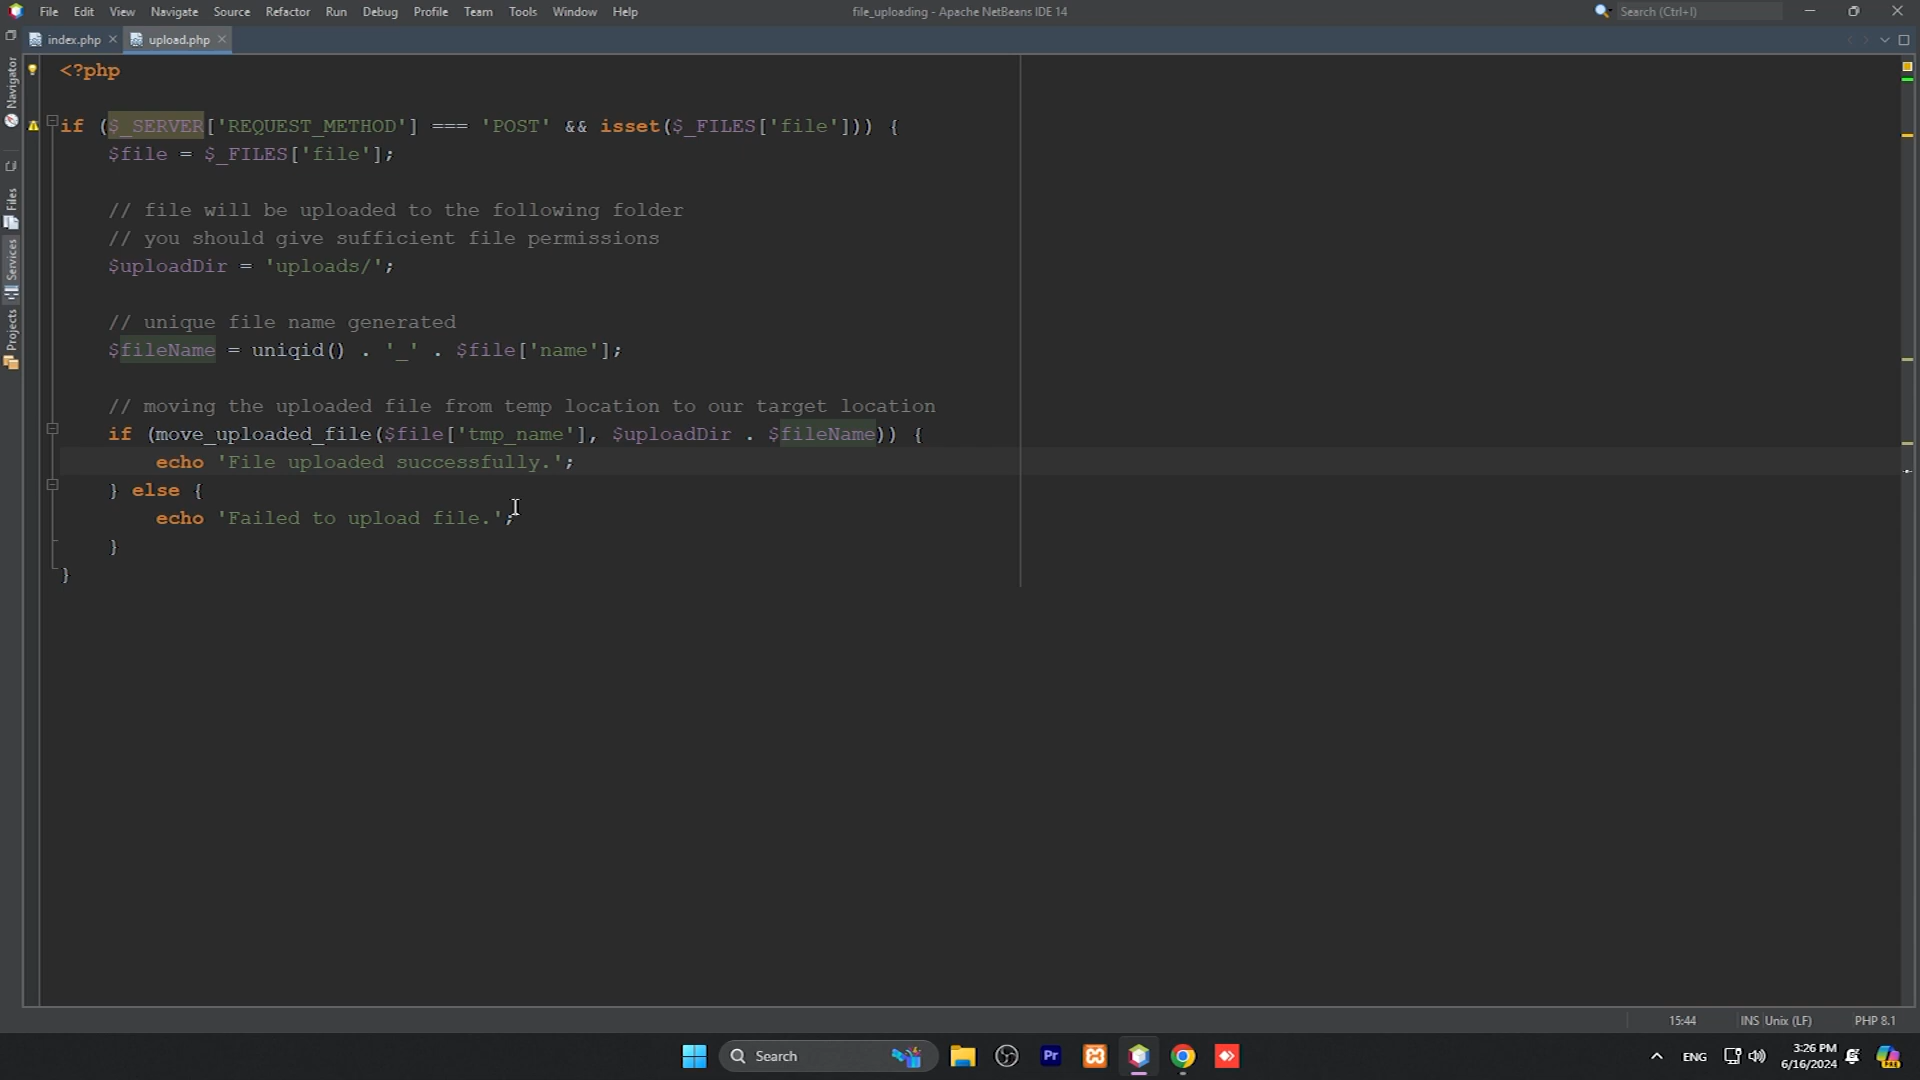 File Edit View Navigate Source Refactor Run Debug Profile Team Tools Window Help file_uploading - Apache NetBeans IDE 14 Search (Ctrl+I)
index.php upload.php
Navigator
Files
Services
Projects
<?php
if ($_SERVER['REQUEST_METHOD'] === 'POST' && isset($_FILES['file'])) {
$file = $_FILES['file'];
// file will be uploaded to the following folder
// you should give sufficient file permissions
$uploadDir = 'uploads/';
// unique file name generated
$fileName = uniqid() . '_' . $file['name'];
// moving the uploaded file from temp location to our target location
if (move_uploaded_file($file['tmp_name'], $uploadDir . $fileName)) {
echo 'File uploaded successfully.';
} else {
echo 'Failed to upload file.';
}
}
15:44 INS Unix (LF) PHP 8.1
Search Pr ENG 3:26 PM
6/16/2024
PRE